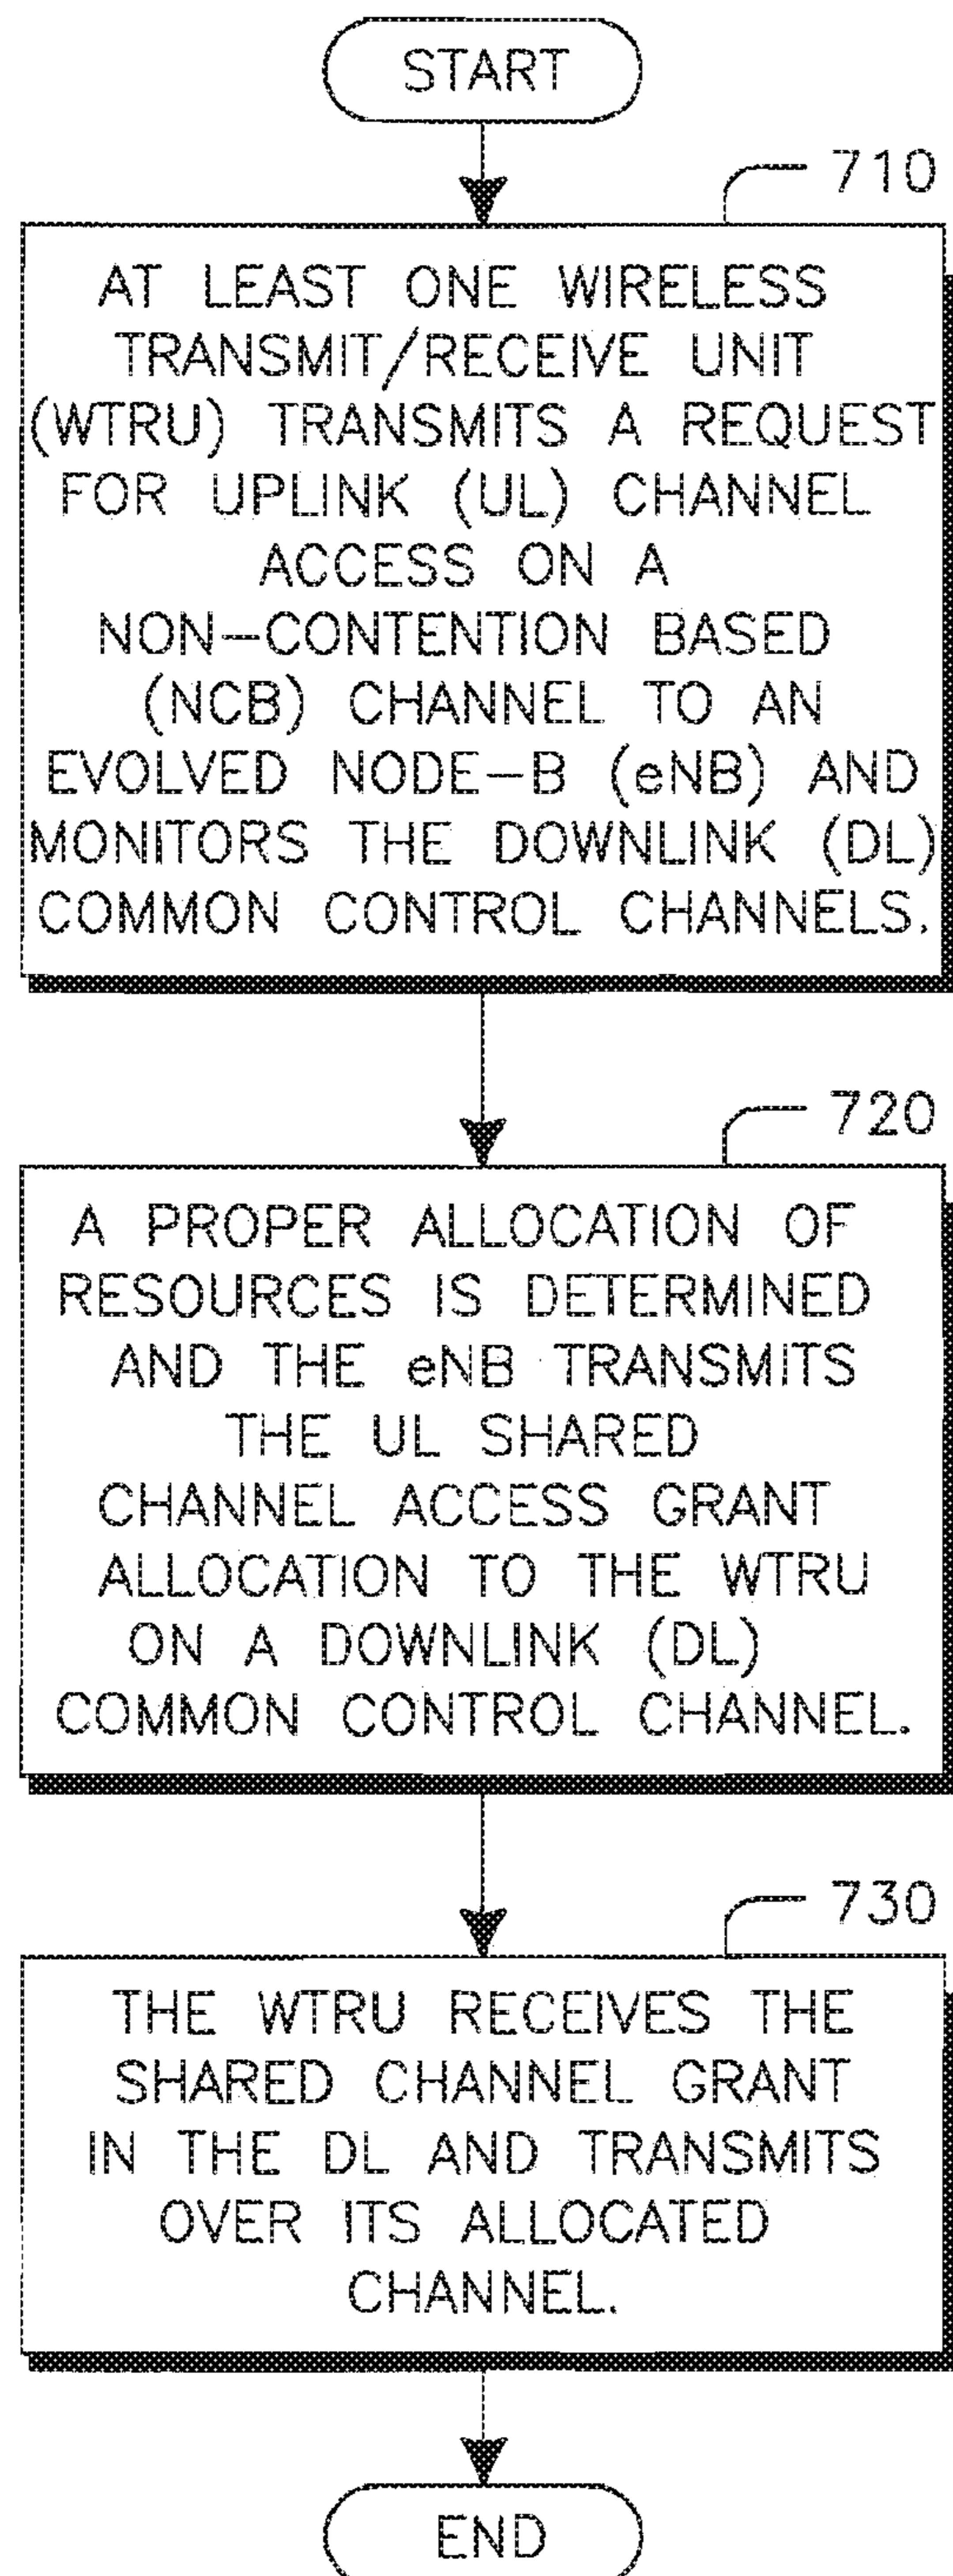 START
710
AT LEAST ONE WIRELESS
TRANSMIT/RECEIVE UNIT
(WTRU) TRANSMITS A REQUEST
FOR UPLINK (UL) CHANNEL
ACCESS ON A
NON-CONTENTION BASED
(NCB) CHANNEL TO AN
EVOLVED NODE-B (eNB) AND
MONITORS THE DOWNLINK (DL)
COMMON CONTROL CHANNELS.
720
A PROPER ALLOCATION OF
RESOURCES IS DETERMINED
AND THE eNB TRANSMITS
THE UL SHARED
CHANNEL ACCESS GRANT
ALLOCATION TO THE WTRU
ON A DOWNLINK (DL)
COMMON CONTROL CHANNEL.
730
THE WTRU RECEIVES THE
SHARED CHANNEL GRANT
IN THE DL AND TRANSMITS
OVER ITS ALLOCATED
CHANNEL.
END